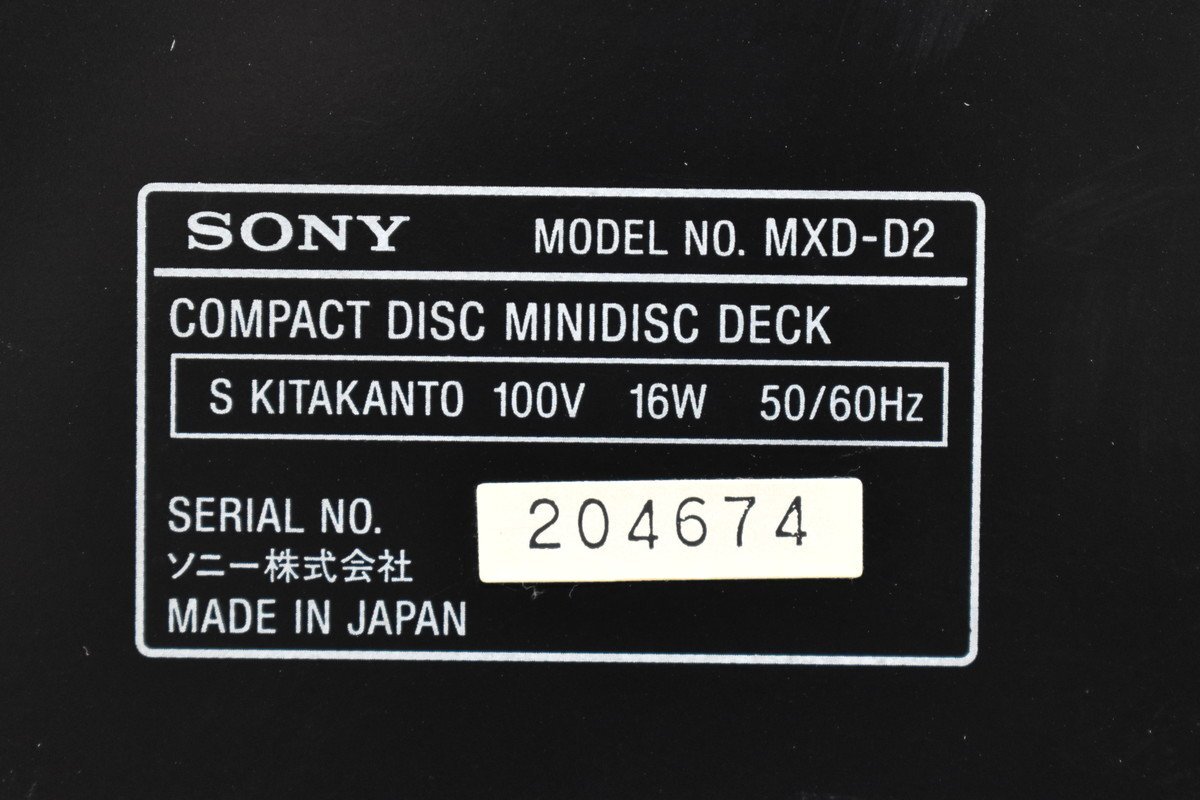 SONY MODEL NO. MXD-D2
COMPACT DISC MINIDISC DECK
S KITAKANTO 100V 16W 50/60Hz
SERIAL NO. 204674
ソニー株式会社
MADE IN JAPAN